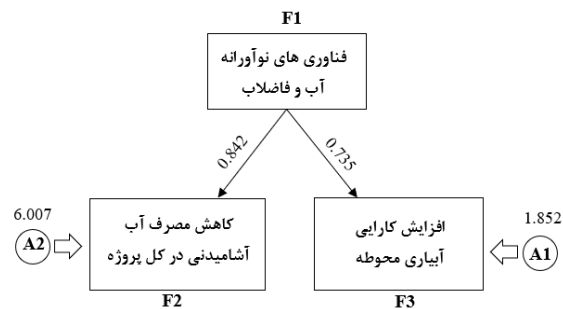 F1
فناوری های نوآورانه
آب و فاضلاب
0.842
0.735
6.007
A2
کاهش مصرف آب
آشامیدنی در کل پروژه
F2
افزایش کارایی
آبیاری محوطه
F3
1.852
A1